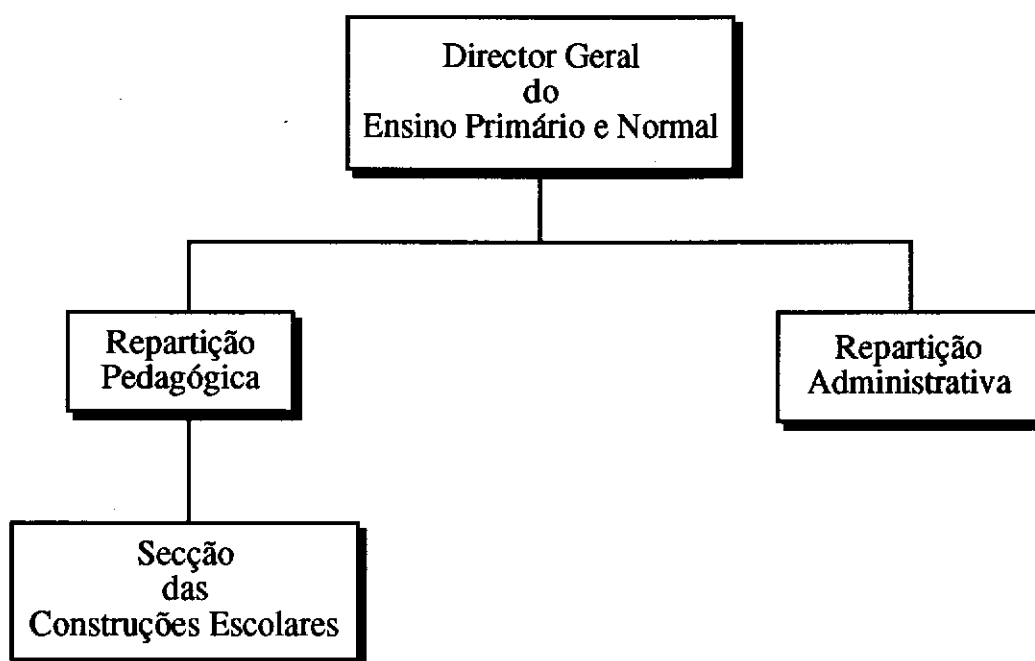 Director Geral
do
Ensino Primário e Normal
Repartição
Pedagógica
Repartição
Administrativa
Secção
das
Construções Escolares